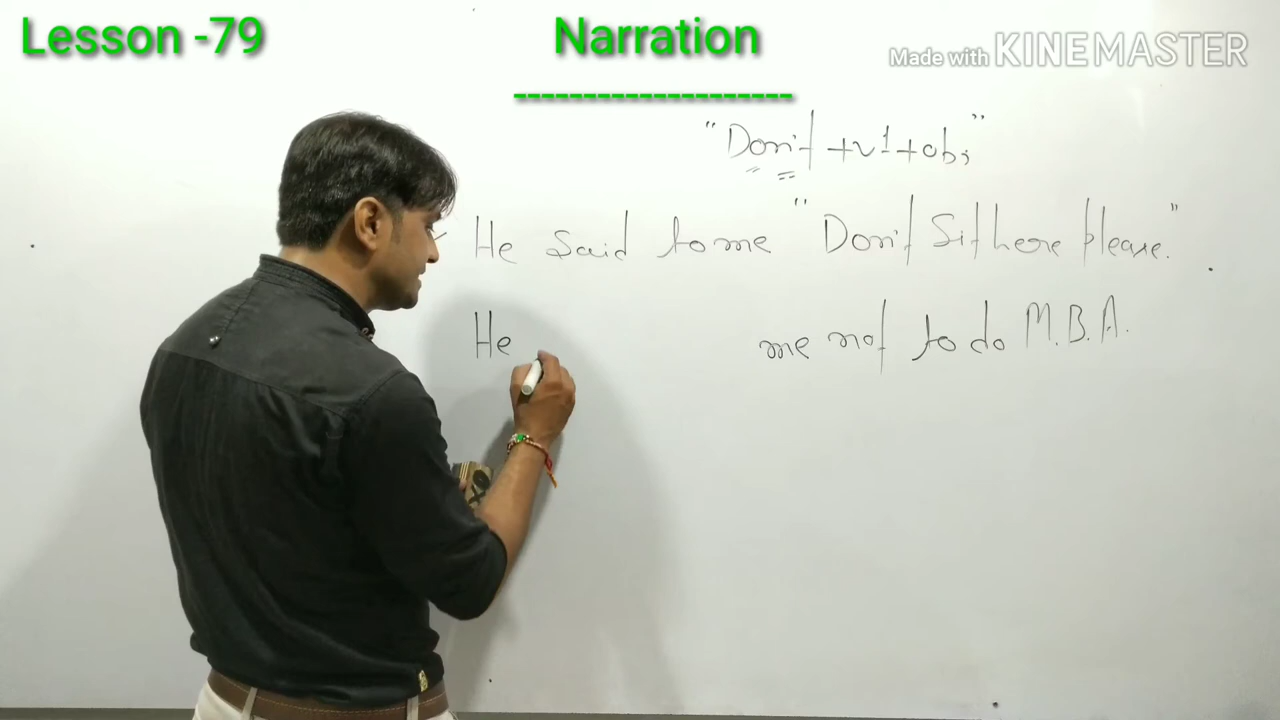 Lesson -79 Narration
Made with KINEMASTER
"Don't + v1 + obj"
He said to me "Don't Sit here please."
He me not to do M.B.A.